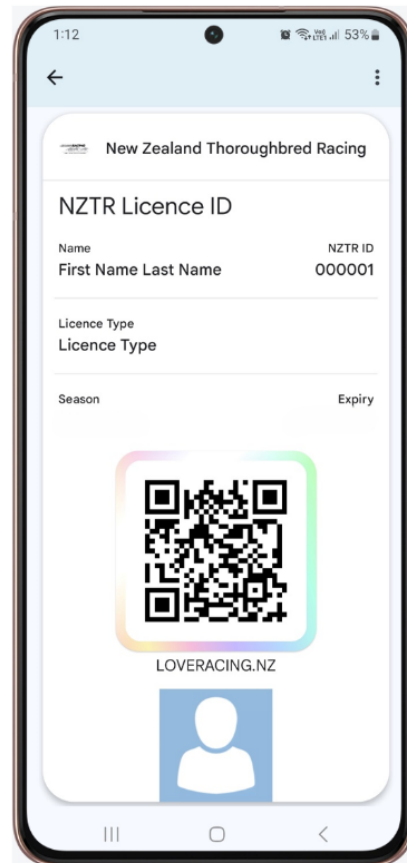 1:12 53%
New Zealand Thoroughbred Racing
NZTR Licence ID
Name NZTR ID
First Name Last Name 000001
Licence Type
Licence Type
Season Expiry
LOVERACING.NZ